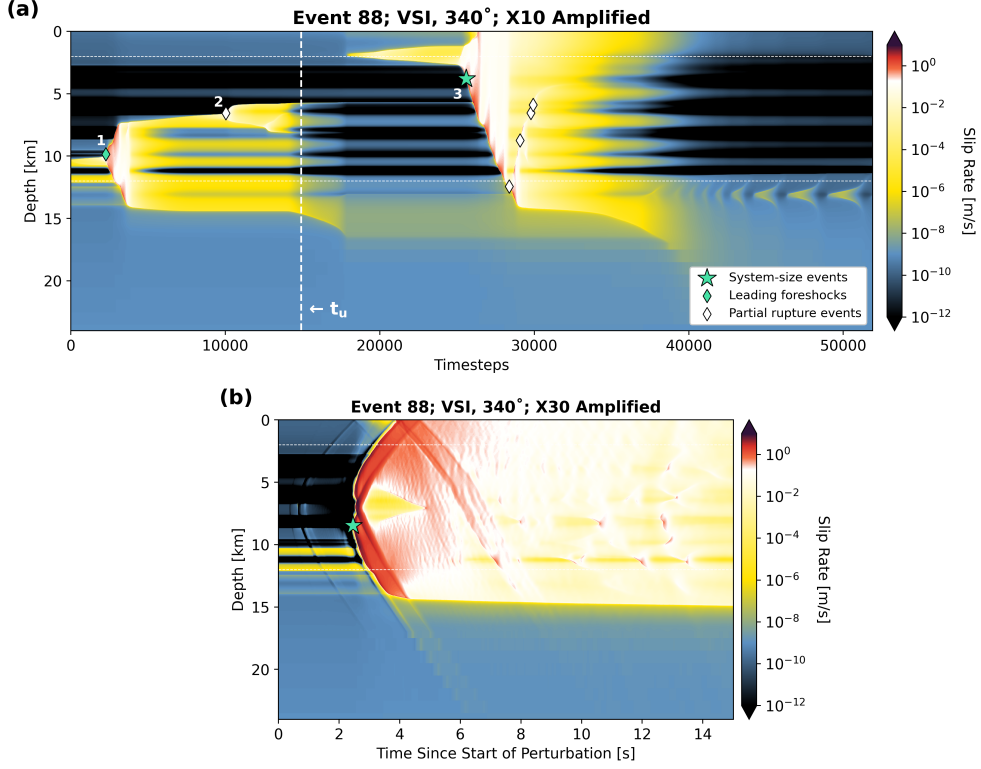 (a)
Event 88; VSI, 340°; X10 Amplified
0
5
10
15
20
Depth [km]
1
2
3
← t_u
System-size events
Leading foreshocks
Partial rupture events
0
10000
20000
30000
40000
50000
Timesteps
10^0
10^−2
10^−4
10^−6
10^−8
10^−10
10^−12
Slip Rate [m/s]
(b)
Event 88; VSI, 340°; X30 Amplified
0
5
10
15
20
Depth [km]
0
2
4
6
8
10
12
14
Time Since Start of Perturbation [s]
10^0
10^−2
10^−4
10^−6
10^−8
10^−10
10^−12
Slip Rate [m/s]